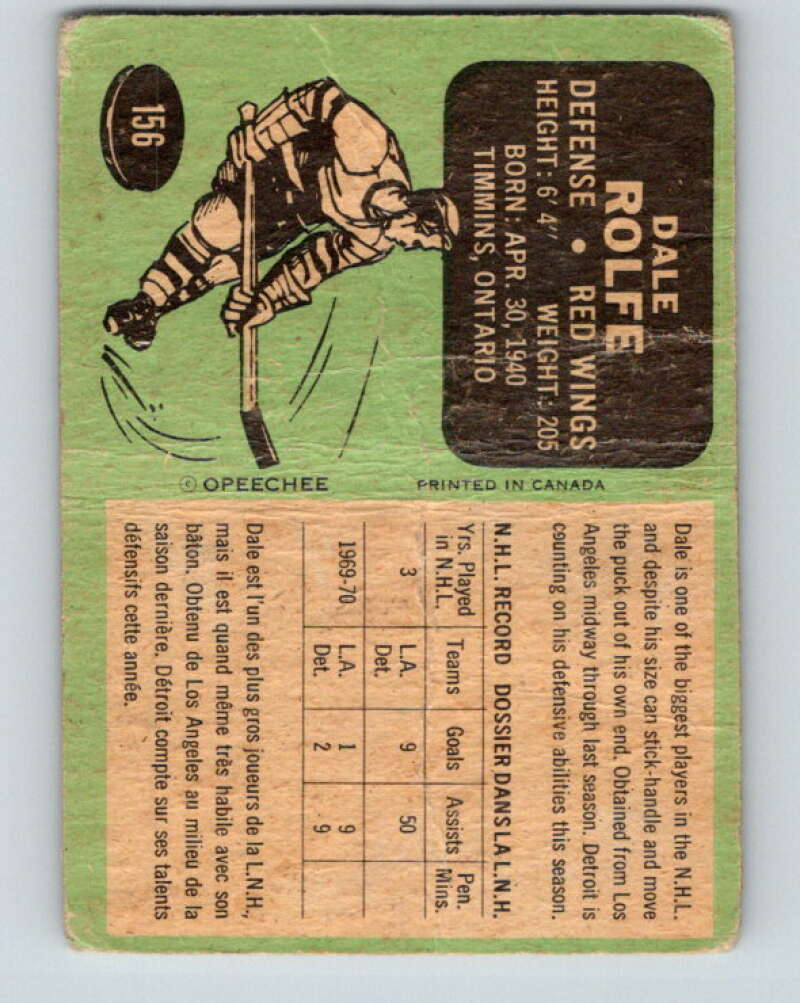 156
DALE
ROLFE
DEFENSE • RED WINGS
HEIGHT: 6' 4" WEIGHT: 205
BORN: APR. 30, 1940
TIMMINS, ONTARIO
© OPEECHEE PRINTED IN CANADA
Dale is one of the biggest players in the N.H.L.
and despite his size can stick-handle and move
the puck out of his own end. Obtained from Los
Angeles midway through last season. Detroit is
counting on his defensive abilities this season.
N.H.L. RECORD DOSSIER DANS LA L.N.H.
Yrs. Played in N.H.L. Teams Goals Assists Pen. Mins.
3 L.A. 9 50
Det.
1969-70 L.A. 1 9
Det. 2 9
Dale est l'un des plus gros joueurs de la L.N.H.,
mais il est quand même très habile avec son
bâton. Obtenu de Los Angeles au milieu de la
saison dernière. Détroit compte sur ses talents
défensifs cette année.